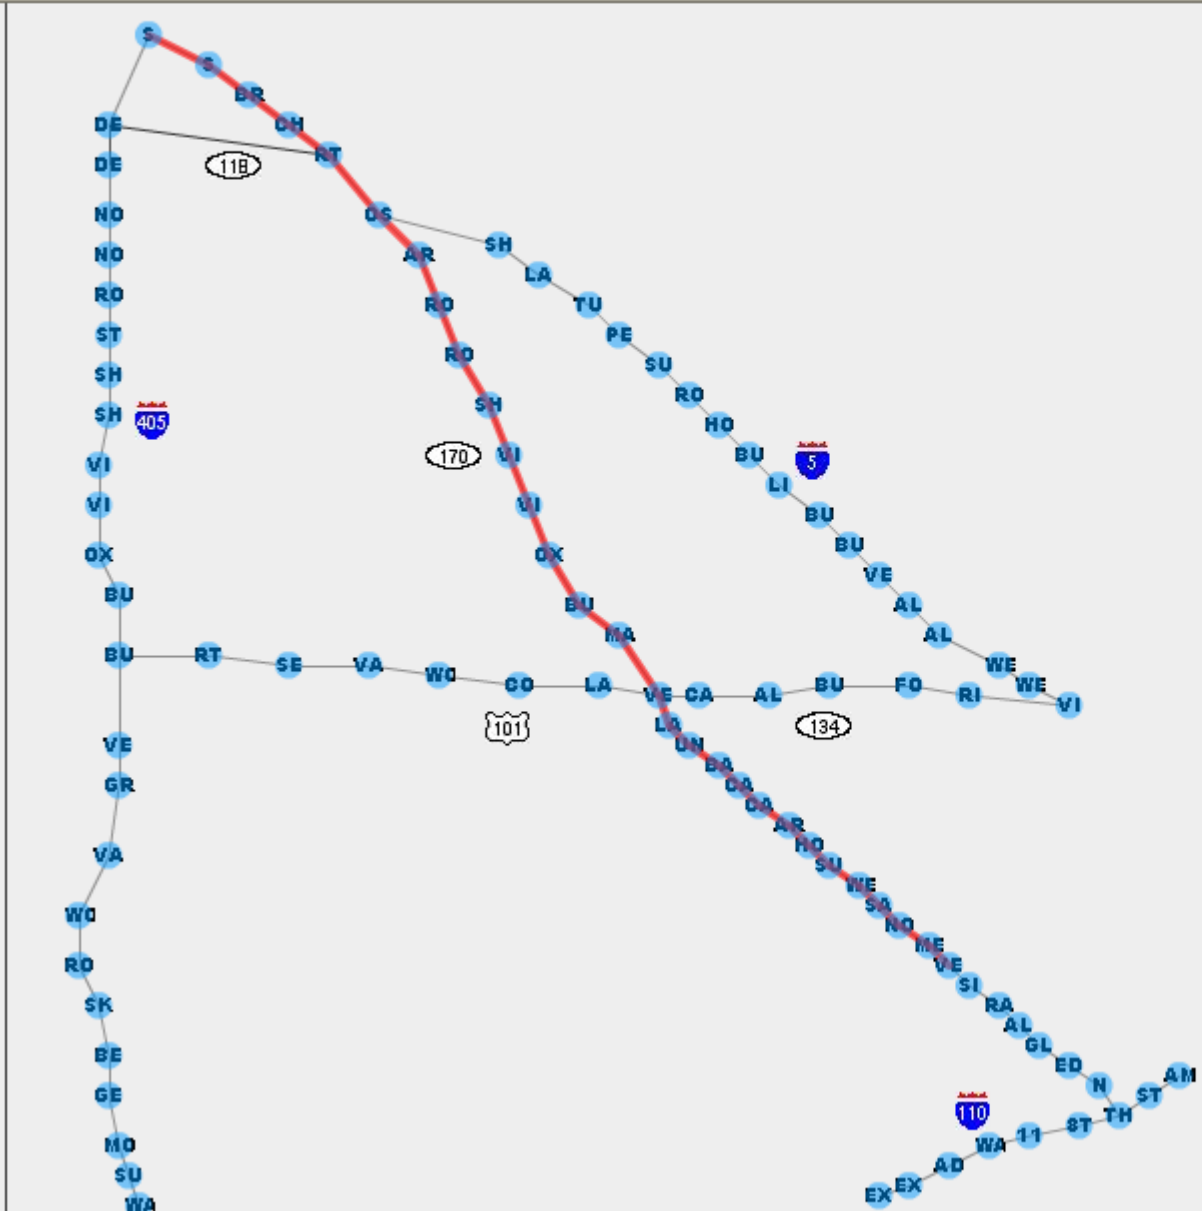 S
S
BR
CH
DE
RT
118
DE
NO
OS
SH
NO
AR
LA
RO
RO
TU
ST
PE
RO
SU
SH
RO
SH
SH
HO
405
VI
170
VI
BU
5
LI
VI
VI
BU
BU
OX
OX
VE
BU
BU
AL
MA
AL
BU
RT
SE
VA
WO
CO
LA
VE
CA
AL
BU
FO
RI
WE
WE
VI
101
LA
134
VE
UN
BA
GR
CA
CA
AR
HO
VA
SU
WE
SA
WO
NO
ME
RO
VE
SI
SK
RA
AL
GL
BE
ED
AM
N
ST
GE
110
TH
ST
11
WA
MO
AD
SU
EX
EX
WA